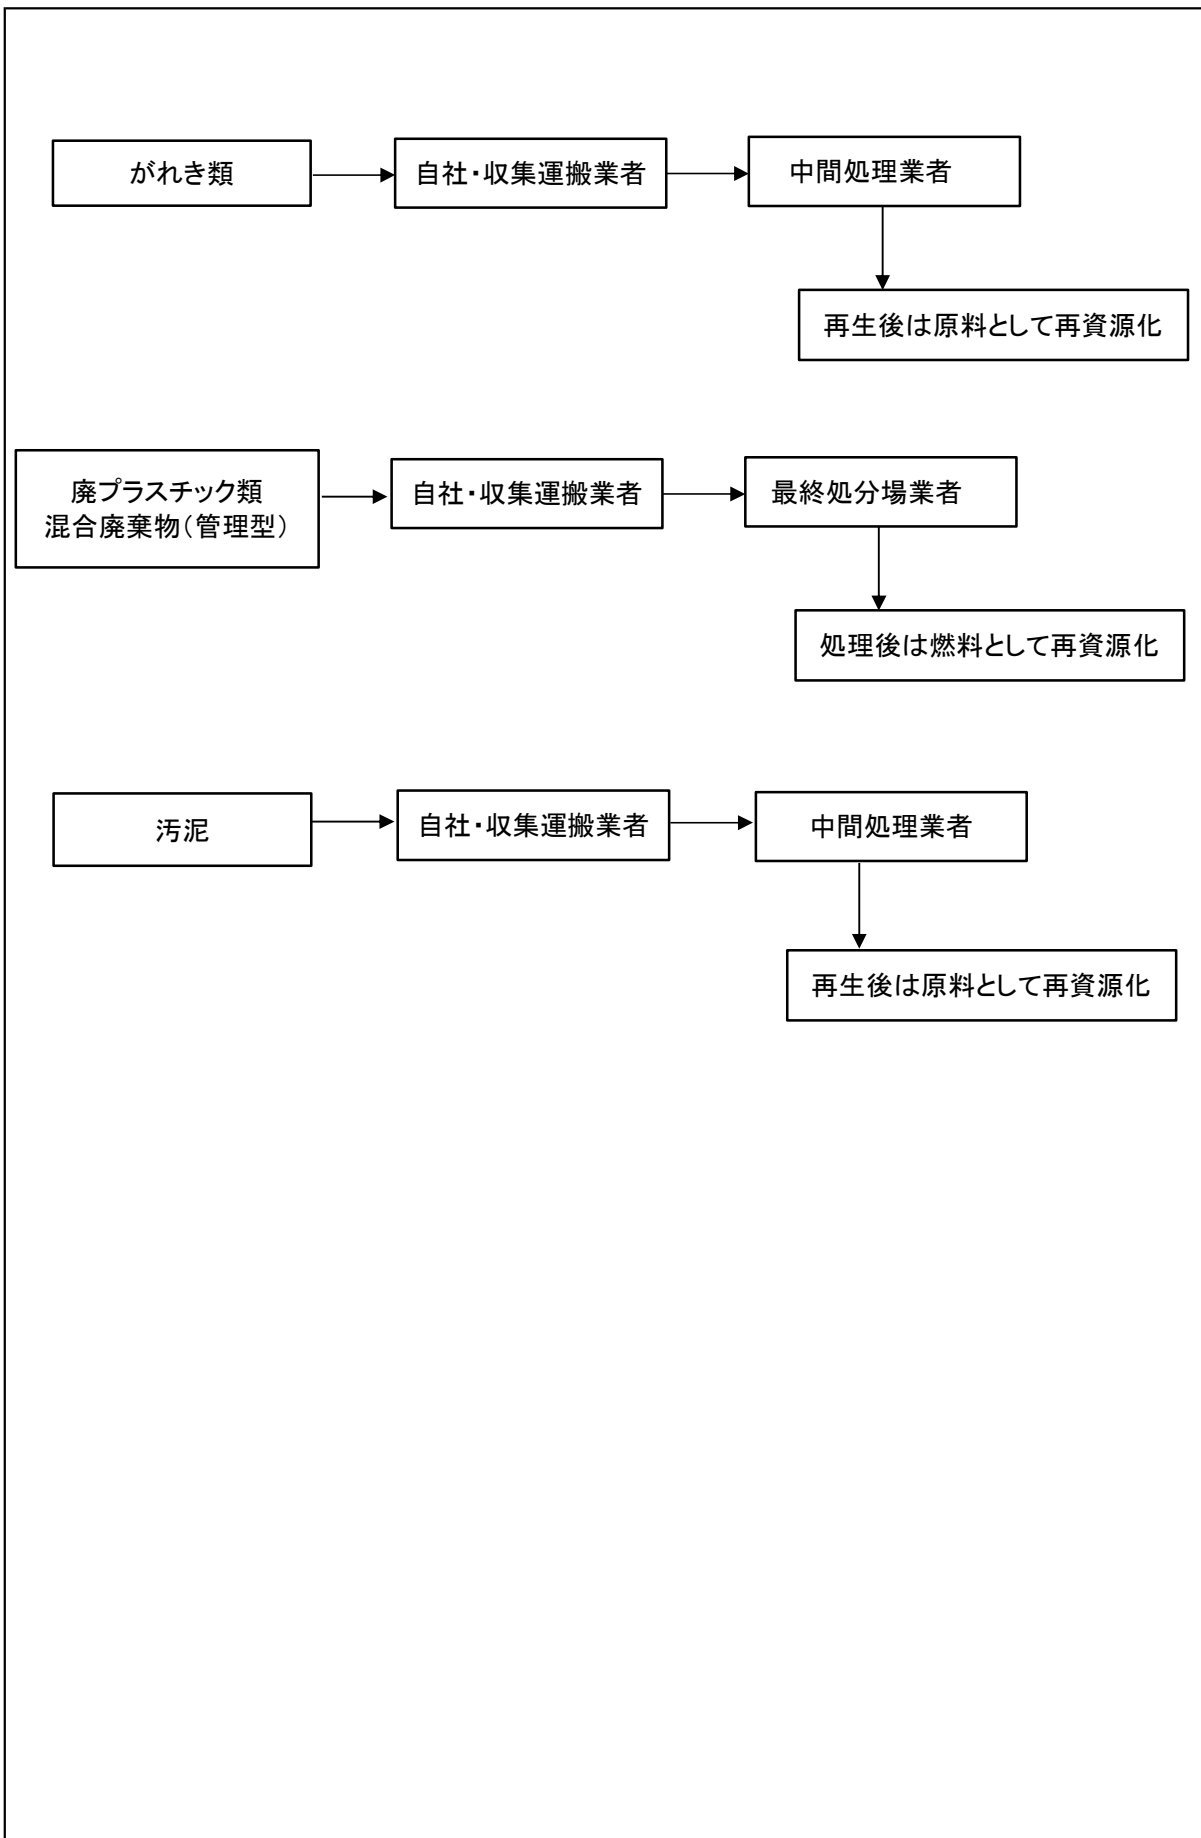 がれき類
自社・収集運搬業者
中間処理業者
再生後は原料として再資源化
廃プラスチック類
混合廃棄物(管理型)
自社・収集運搬業者
最終処分場業者
処理後は燃料として再資源化
汚泥
自社・収集運搬業者
中間処理業者
再生後は原料として再資源化